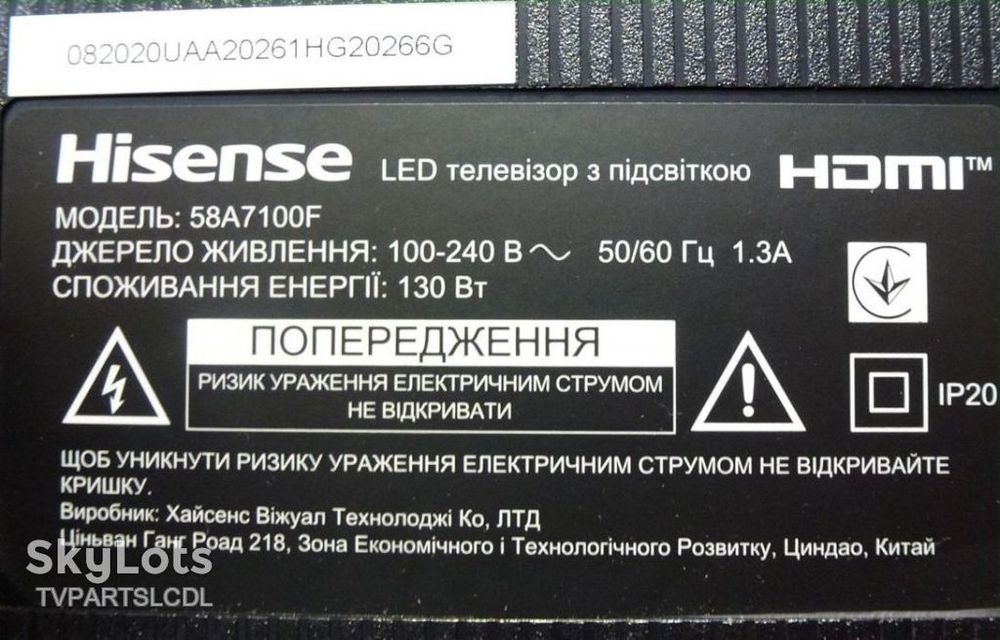 082020UAA20261HG20266G
Hisense LED телевізор з підсвіткою HDMI™
МОДЕЛЬ: 58A7100F
ДЖЕРЕЛО ЖИВЛЕННЯ: 100-240 В ~ 50/60 Гц 1.3А
СПОЖИВАННЯ ЕНЕРГІЇ: 130 Вт
ПОПЕРЕДЖЕННЯ
РИЗИК УРАЖЕННЯ ЕЛЕКТРИЧНИМ СТРУМОМ
НЕ ВІДКРИВАТИ
IP20
ЩОБ УНИКНУТИ РИЗИКУ УРАЖЕННЯ ЕЛЕКТРИЧНИМ СТРУМОМ НЕ ВІДКРИВАЙТЕ
КРИШКУ.
Виробник: Хайсенс Віжуал Технолоджі Ко, ЛТД
Ціньван Ганг Роад 218, Зона Економічного і Технологічного Розвитку, Циндао, Китай
SkyLots
TVPARTSLCDL